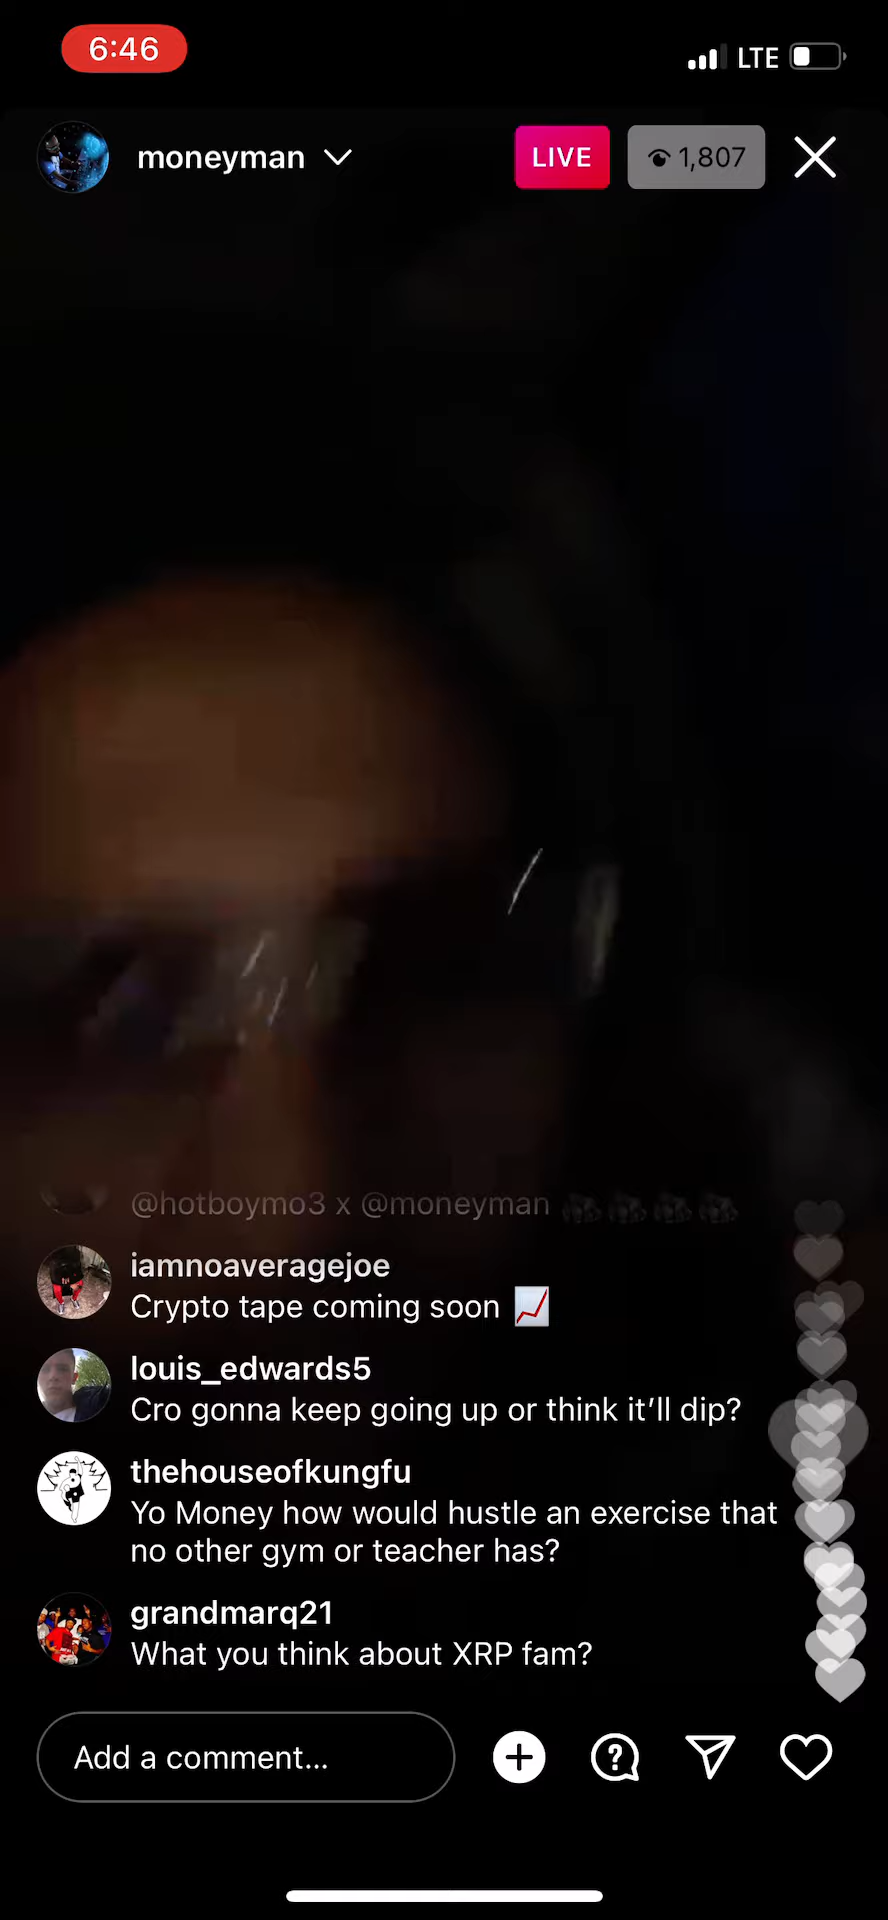 6:46
LTE
moneyman
LIVE
1,807
@hotboymo3 x @moneyman
iamnoaveragejoe
Crypto tape coming soon 📈
louis_edwards5
Cro gonna keep going up or think it’ll dip?
thehouseofkungfu
Yo Money how would hustle an exercise that
no other gym or teacher has?
grandmarq21
What you think about XRP fam?
Add a comment...